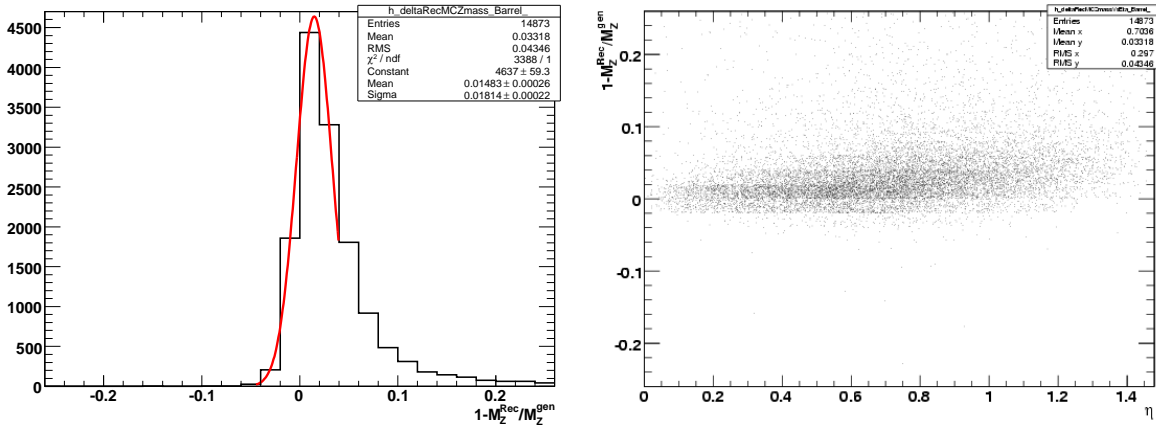 h_deltaRecMCZmass_Barrel_
Entries 14873
Mean 0.03318
RMS 0.04346
χ² / ndf 3388 / 1
Constant 4637 ± 59.3
Mean 0.01483 ± 0.00026
Sigma 0.01814 ± 0.00022
4500
4000
3500
3000
2500
2000
1500
1000
500
0
-0.2 -0.1 0 0.1 0.2
1-M_Z^Rec/M_Z^gen
h_deltaRecMCZmassVsEta_Barrel_
Entries 14873
Mean x 0.7036
Mean y 0.03318
RMS x 0.297
RMS y 0.04346
1-M_Z^Rec/M_Z^gen
0.2
0.1
0
-0.1
-0.2
0 0.2 0.4 0.6 0.8 1 1.2 1.4
η